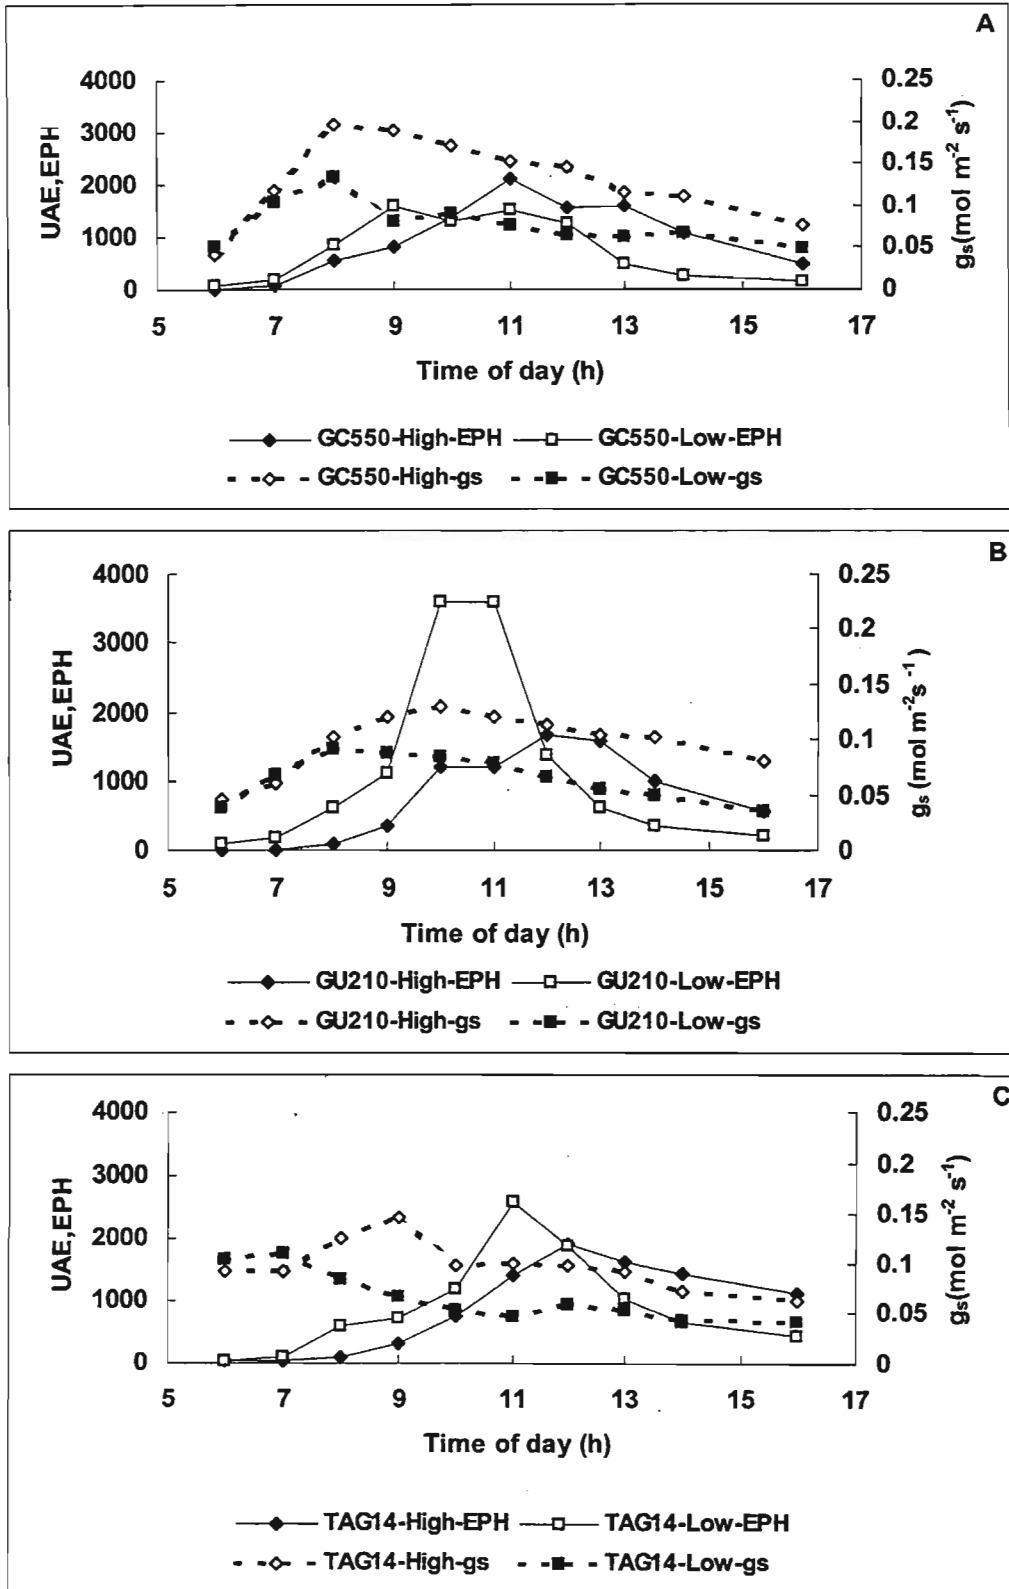 A
4000
3000
2000
1000
0
UAE,EPH
0.25
0.2
0.15
0.1
0.05
0
gs(mol m-2 s-1)
5 7 9 11 13 15 17
Time of day (h)
GC550-High-EPH GC550-Low-EPH
GC550-High-gs GC550-Low-gs
B
4000
3000
2000
1000
0
UAE,EPH
0.25
0.2
0.15
0.1
0.05
0
gs (mol m-2s-1)
5 7 9 11 13 15 17
Time of day (h)
GU210-High-EPH GU210-Low-EPH
GU210-High-gs GU210-Low-gs
C
4000
3000
2000
1000
0
UAE,EPH
0.25
0.2
0.15
0.1
0.05
0
gs(mol m-2 s-1)
5 7 9 11 13 15 17
Time of day (h)
TAG14-High-EPH TAG14-Low-EPH
TAG14-High-gs TAG14-Low-gs